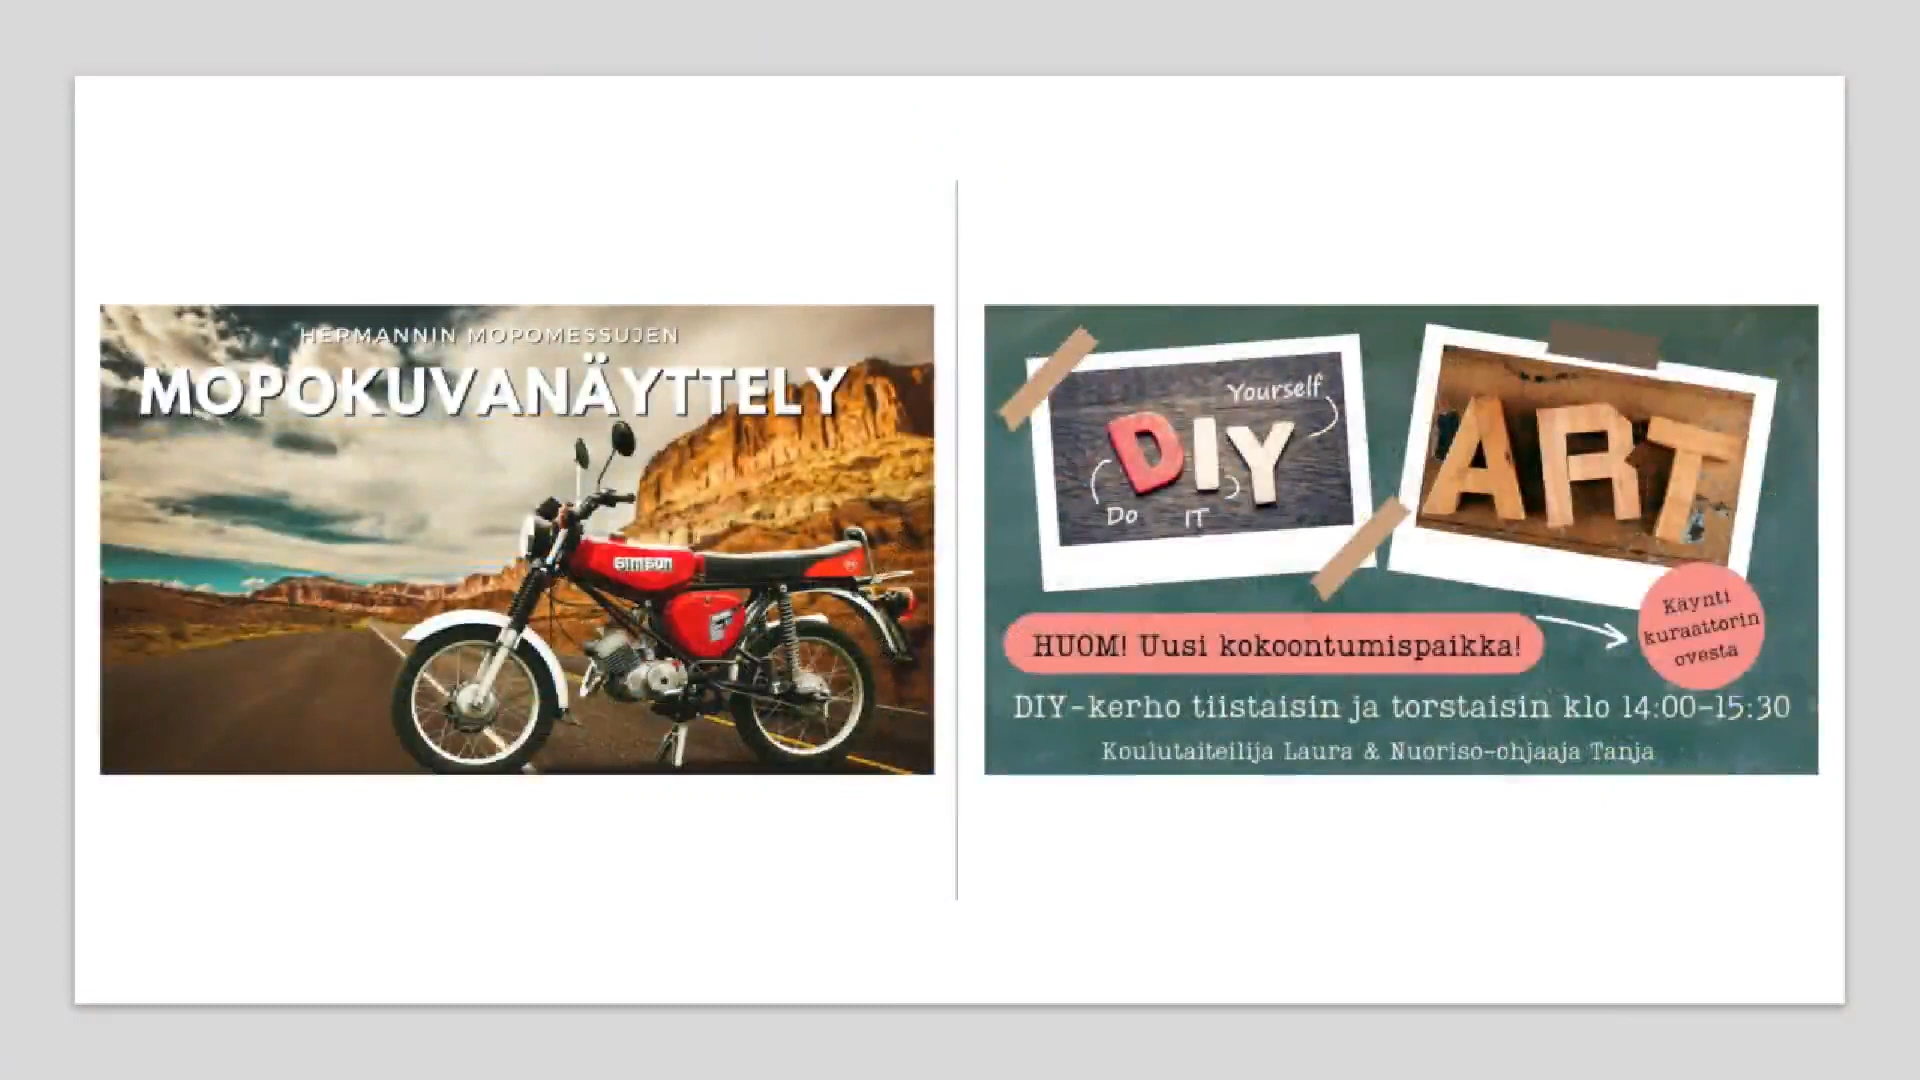 HERMANNIN MOPOMESSUJEN
MOPOKUVANÄYTTELY
SIMSON
Yourself
DIY
Do IT
ART
HUOM! Uusi kokoontumispaikka!
Käynti
kuraattorin
ovesta
DIY-kerho tiistaisin ja torstaisin klo 14:00-15:30
Koulutaiteilija Laura & Nuoriso-ohjaaja Tanja